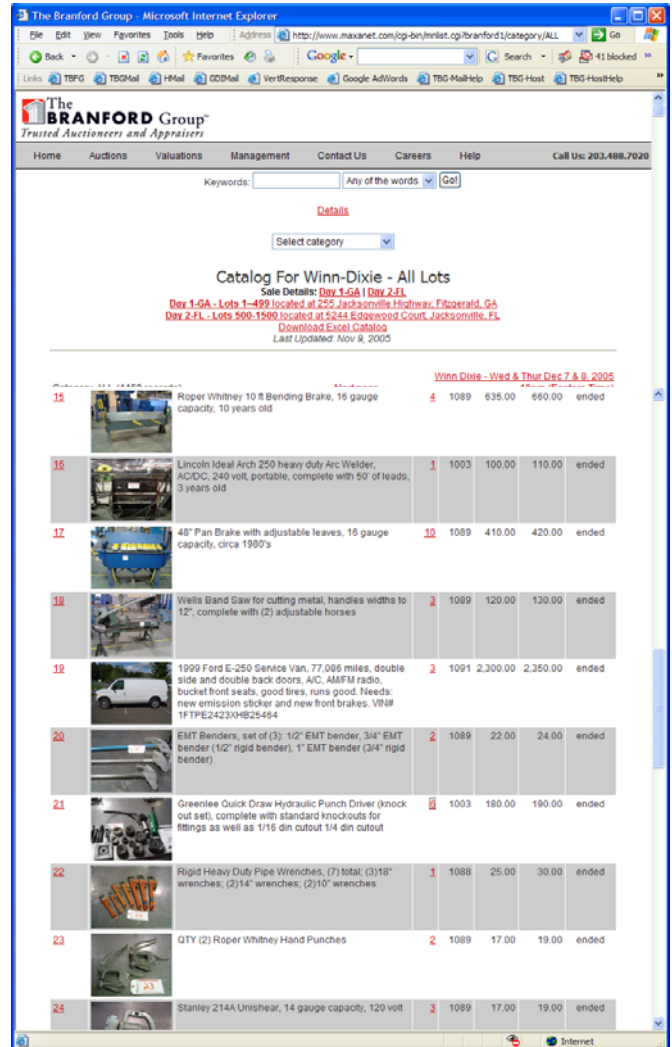 The Branford Group - Microsoft Internet Explorer
File Edit View Favorites Tools Help Address http://www.maxanet.com/cgi-bin/mnlist.cgi?branford1/category/ALL Go
Back Favorites Google Search 41 blocked »
Links TBFG TBGMail HMail GDIMail VertResponse Google AdWords TBG-MailHelp TBG-Host TBG-HostHelp »
The
BRANFORD Group
Trusted Auctioneers and Appraisers
Home Auctions Valuations Management Contact Us Careers Help Call Us: 203.488.7020
Keywords: Any of the words Go!
Details
Select category
Catalog For Winn-Dixie - All Lots
Sale Details: Day 1-GA | Day 2-FL
Day 1-GA - Lots 1–499 located at 255 Jacksonville Highway, Fitzgerald, GA
Day 2-FL - Lots 500-1500 located at 5244 Edgewood Court, Jacksonville, FL
Download Excel Catalog
Last Updated: Nov 9, 2005
Winn Dixie - Wed & Thur Dec 7 & 8, 2005
15 Roper Whitney 10 ft Bending Brake, 16 gauge 4 1089 635.00 660.00 ended
capacity, 10 years old
16 Lincoln Ideal Arch 250 heavy duty Arc Welder, 1 1003 100.00 110.00 ended
AC/DC, 240 volt, portable, complete with 50' of leads,
3 years old
17 48" Pan Brake with adjustable leaves, 16 gauge 10 1089 410.00 420.00 ended
capacity, circa 1980's
18 Wells Band Saw for cutting metal, handles widths to 3 1089 120.00 130.00 ended
12", complete with (2) adjustable horses
19 1999 Ford E-250 Service Van, 77,086 miles, double 3 1091 2,300.00 2,350.00 ended
side and double back doors, A/C, AM/FM radio,
bucket front seats, good tires, runs good. Needs:
new emission sticker and new front brakes. VIN#
1FTPE2423XHB25464
20 EMT Benders, set of (3): 1/2" EMT bender, 3/4" EMT 2 1089 22.00 24.00 ended
bender (1/2" rigid bender), 1" EMT bender (3/4" rigid
bender)
21 Greenlee Quick Draw Hydraulic Punch Driver (knock 1003 180.00 190.00 ended
out set), complete with standard knockouts for
fittings as well as 1/16 din cutout 1/4 din cutout
22 Rigid Heavy Duty Pipe Wrenches, (7) total; (3)18" 1 1088 25.00 30.00 ended
wrenches; (2)14" wrenches; (2)10" wrenches
23 QTY (2) Roper Whitney Hand Punches 2 1089 17.00 19.00 ended
23
24 Stanley 214A Unishear, 14 gauge capacity, 120 volt 3 1089 17.00 19.00 ended
Internet